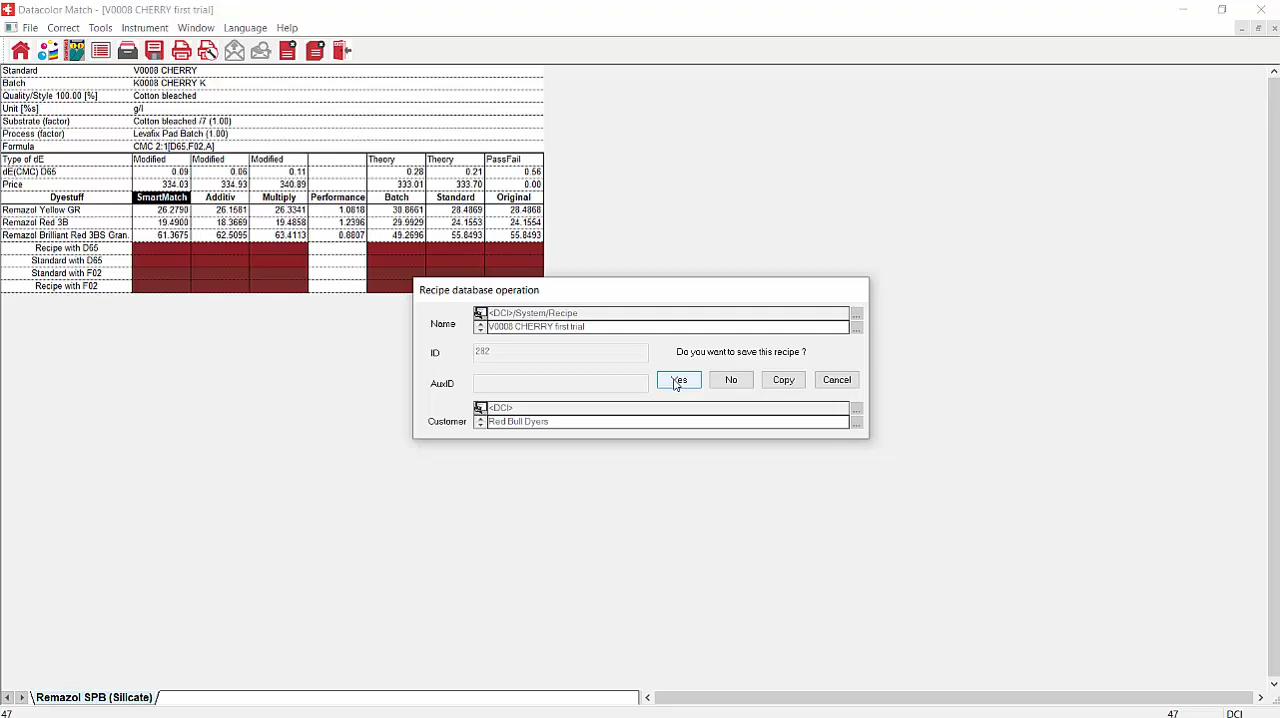 Datacolor Match - [V0008 CHERRY first trial]
File Correct Tools Instrument Window Language Help
Standard V0008 CHERRY
Batch K0008 CHERRY K
Quality/Style 100.00 [%] Cotton bleached
Unit [%s] g/l
Substrate (factor) Cotton bleached /7 (1.00)
Process (factor) Levafix Pad Batch (1.00)
Formula CMC 2:1[D65,F02,A]
Type of dE Modified Modified Modified Theory Theory PassFail
dE(CMC) D65 0.09 0.06 0.11 0.28 0.21 0.56
Price 334.03 334.93 340.89 333.01 333.70 0.00
Dyestuff SmartMatch Additiv Multiply Performance Batch Standard Original
Remazol Yellow GR 26.2790 26.1581 26.3341 1.0818 30.8661 28.4869 28.4868
Remazol Red 3B 19.4900 18.3669 19.4858 1.2396 29.9929 24.1553 24.1554
Remazol Brilliant Red 3BS Gran. 61.3675 62.5095 63.4113 0.8807 49.2696 55.8493 55.8493
Recipe with D65
Standard with D65
Standard with F02
Recipe with F02
Recipe database operation
<DCI>/System/Recipe
Name V0008 CHERRY first trial
ID 282 Do you want to save this recipe ?
AuxID Yes No Copy Cancel
<DCI>
Customer Red Bull Dyers
Remazol SPB (Silicate)
47 47 DCI